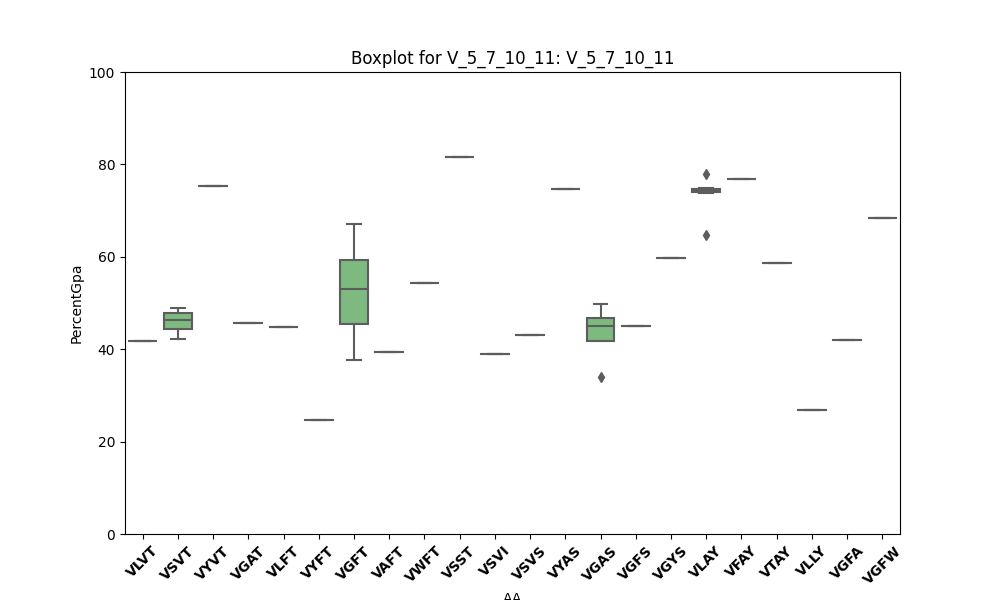 Boxplot for V_5_7_10_11: V_5_7_10_11
100
80
60
40
20
0
PercentGpa
VLVT VSVT VYVT VGAT VLFT VYFT VGFT VAFT VWFT VSST VSVI VSVS VYAS VGAS VGFS VGYS VLAY VFAY VTAY VLLY VGFA VGFW
AA